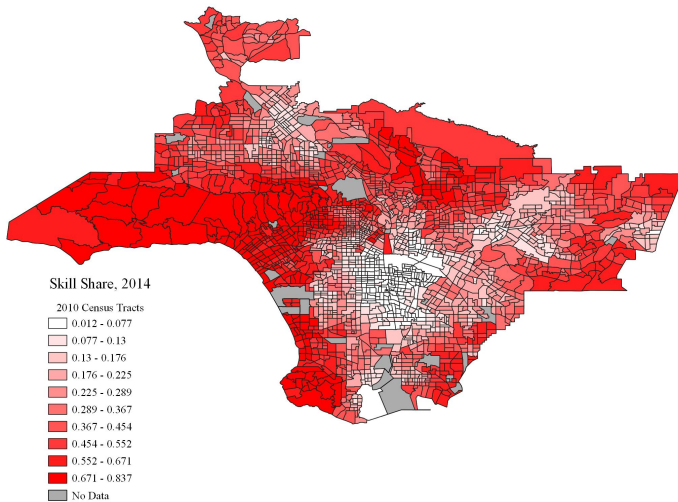 Skill Share, 2014
2010 Census Tracts
0.012 - 0.077
0.077 - 0.13
0.13 - 0.176
0.176 - 0.225
0.225 - 0.289
0.289 - 0.367
0.367 - 0.454
0.454 - 0.552
0.552 - 0.671
0.671 - 0.837
No Data